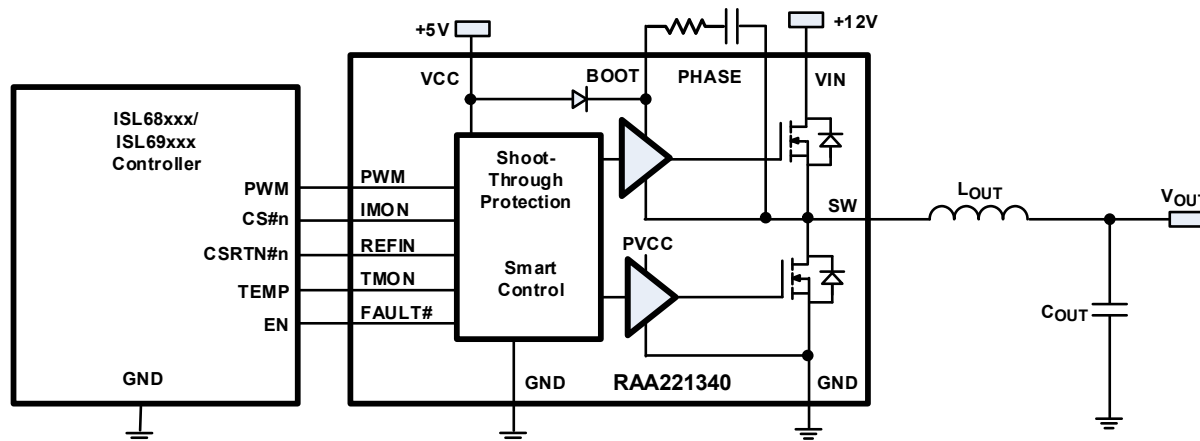 +5V
+12V
VCC
BOOT
PHASE
VIN
ISL68xxx/
ISL69xxx
Controller
PWM
CS#n
CSRTN#n
TEMP
EN
GND
PWM
IMON
REFIN
TMON
FAULT#
Shoot-
Through
Protection
Smart
Control
PVCC
SW
GND
RAA221340
GND
LOUT
VOUT
COUT